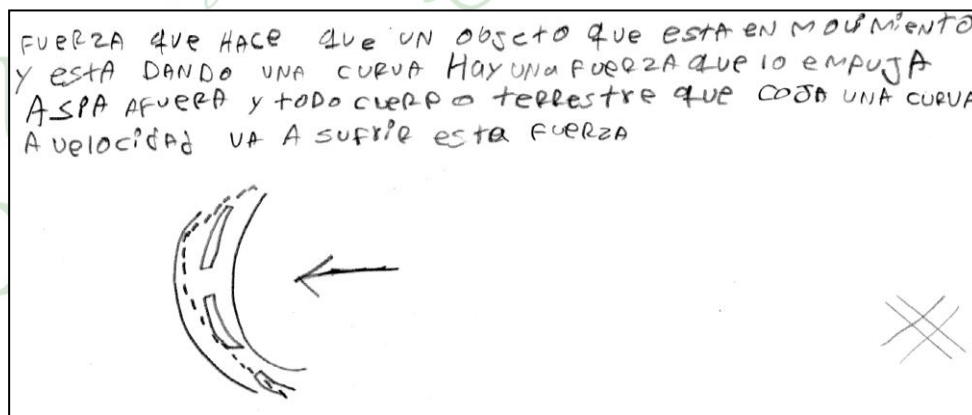 FUERZA QUE HACE QUE UN OBJETO QUE ESTA EN MOVIMIENTO
Y ESTA DANDO UNA CURVA HAY UNA FUERZA QUE LO EMPUJA
ASPA AFUERA Y TODO CUERPO TERRESTRE QUE COJA UNA CURVA
A VELOCIDAD VA A SUFRIR ESTA FUERZA